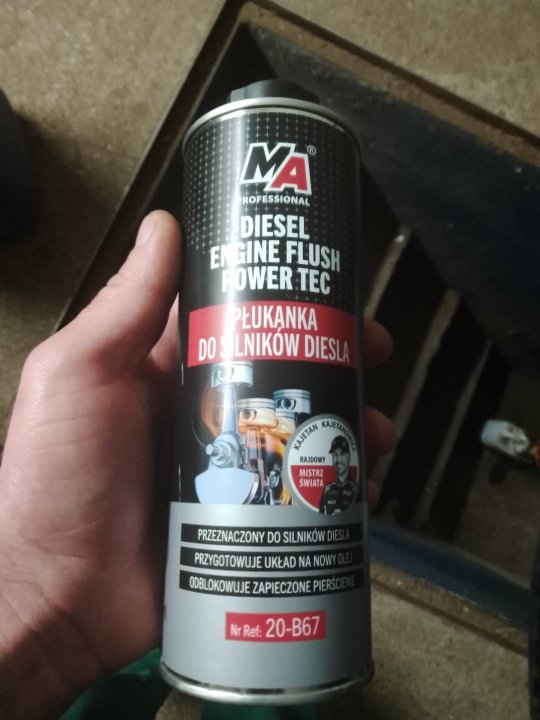 MA®
PROFESSIONAL
DIESEL
ENGINE FLUSH
POWER TEC
PŁUKANKA
DO SILNIKÓW DIESLA
KAJETAN KAJETANOWICZ
RAJDOWY
MISTRZ
ŚWIATA
PRZEZNACZONY DO SILNIKÓW DIESLA
PRZYGOTOWUJE UKŁAD NA NOWY OLEJ
ODBLOKOWUJE ZAPIECZONE PIERŚCIENIE
Nr Ref: 20-B67